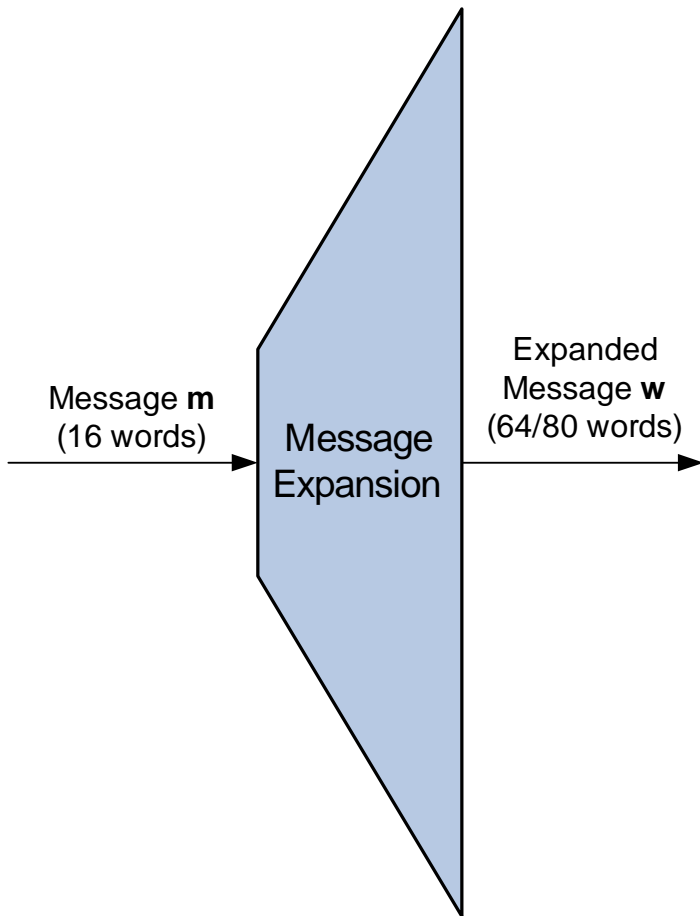 Message m
(16 words)
Message
Expansion
Expanded
Message w
(64/80 words)